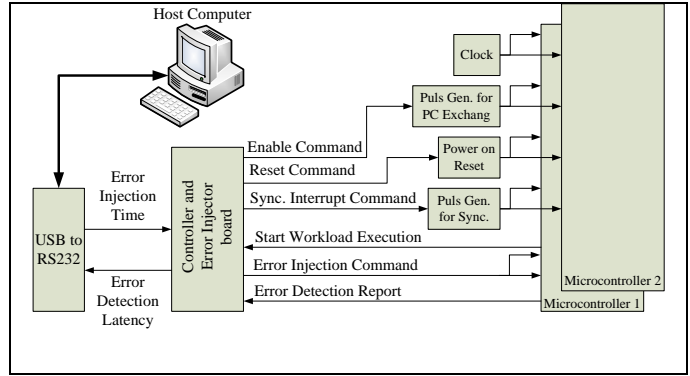 Host Computer
Clock
Puls Gen. for
PC Exchang
Enable Command
Power on
Reset
Reset Command
Error
Injection
Time
Controller and
Error Injector
board
Sync. Interrupt Command
Puls Gen.
for Sync.
USB to
RS232
Start Workload Execution
Error Injection Command
Error
Detection
Latency
Error Detection Report
Microcontroller 2
Microcontroller 1